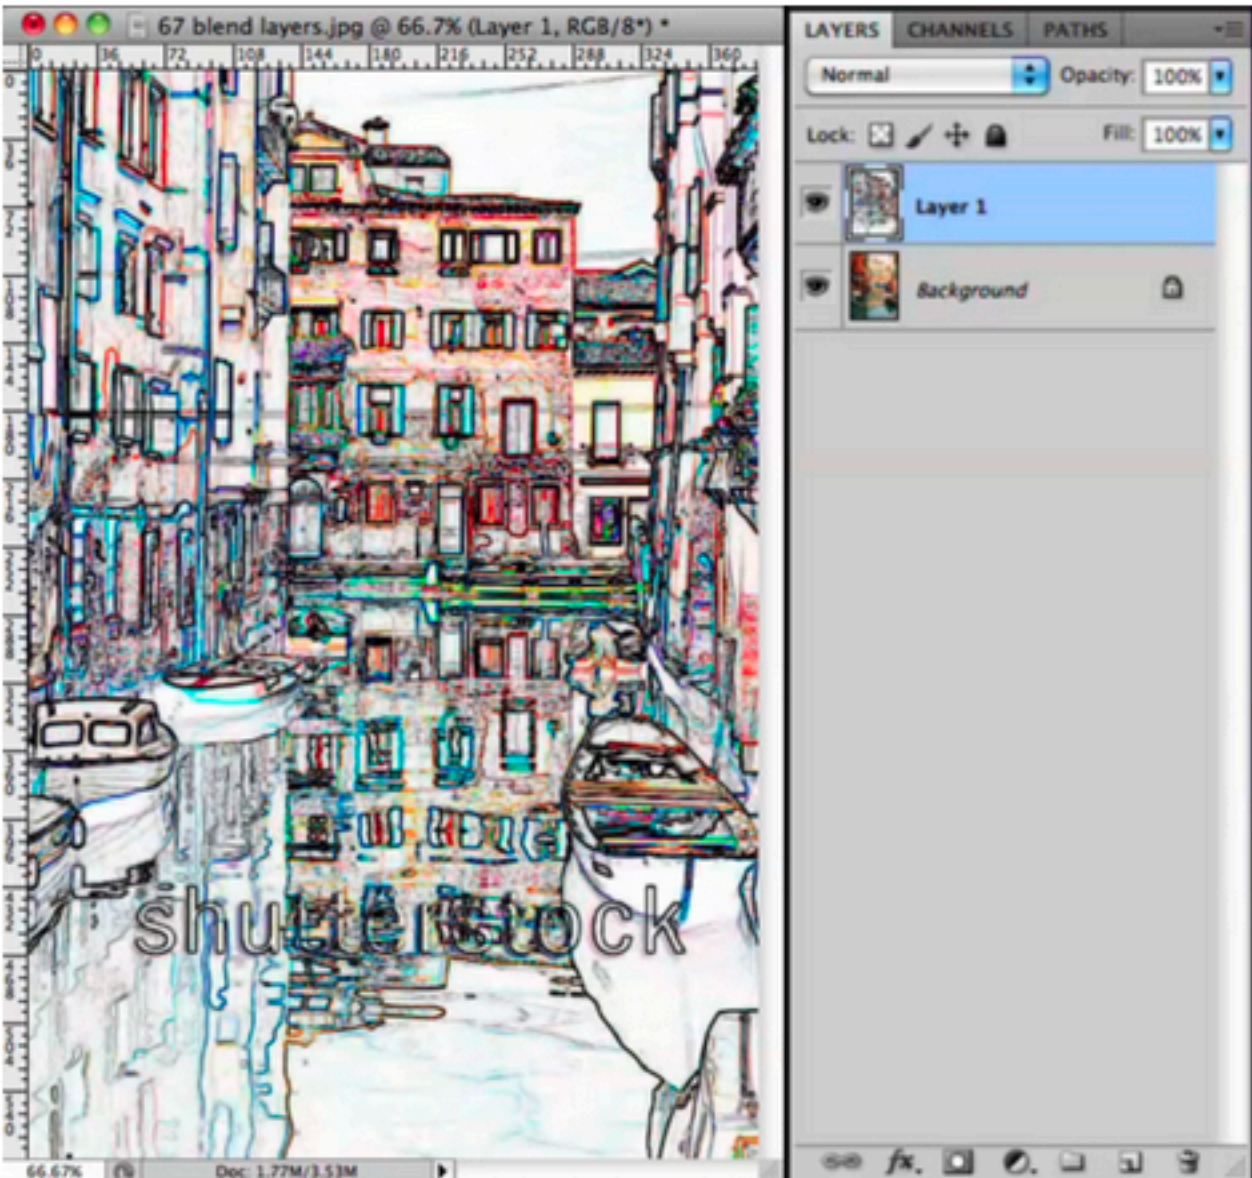 67 blend layers.jpg @ 66.7% (Layer 1, RGB/8*) *
0 36 72 108 144 180 216 252 288 324 360
LAYERS CHANNELS PATHS
Normal Opacity: 100%
Lock: Fill: 100%
Layer 1
Background
shutterstock
66.67% Doc: 1.77M/3.53M
fx.